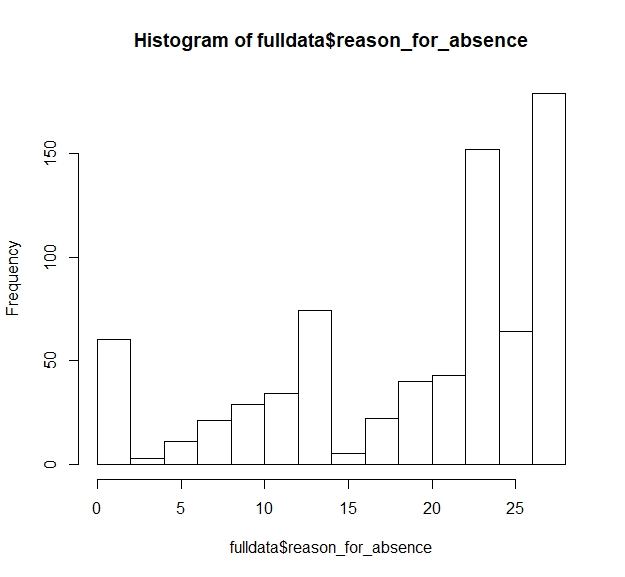 Histogram of fulldata$reason_for_absence
Frequency
150
100
50
0
0 5 10 15 20 25
fulldata$reason_for_absence